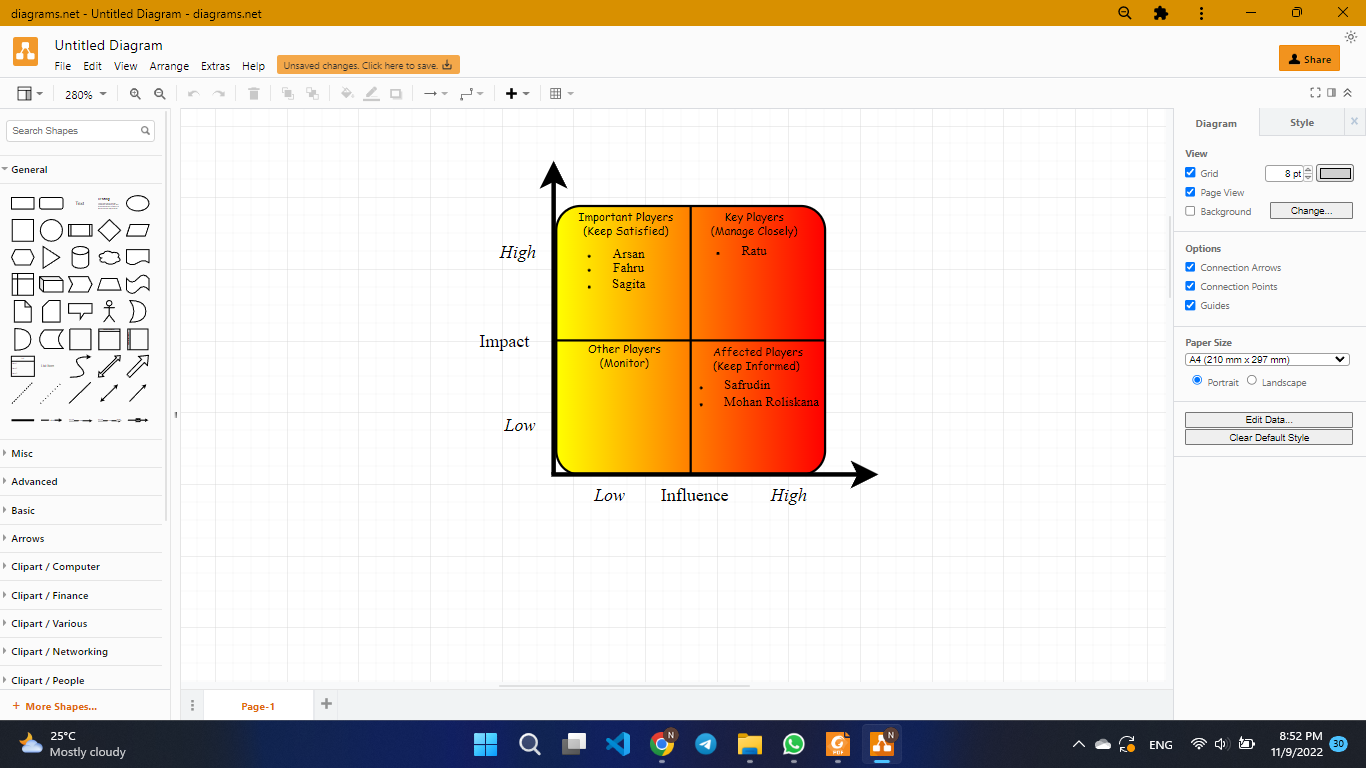 diagrams.net - Untitled Diagram - diagrams.net
Untitled Diagram
File Edit View Arrange Extras Help
Unsaved changes. Click here to save.
Share
280%
Search Shapes
General
Text
Misc
Advanced
Basic
Arrows
Clipart / Computer
Clipart / Finance
Clipart / Various
Clipart / Networking
Clipart / People
+ More Shapes...
Important Players
(Keep Satisfied)
• Arsan
• Fahru
• Sagita
Key Players
(Manage Closely)
• Ratu
Other Players
(Monitor)
Affected Players
(Keep Informed)
• Safrudin
• Mohan Roliskana
High
Impact
Low
Low Influence High
Page-1
Diagram Style
View
Grid 8 pt
Page View
Background Change...
Options
Connection Arrows
Connection Points
Guides
Paper Size
A4 (210 mm x 297 mm)
Portrait Landscape
Edit Data...
Clear Default Style
25°C
Mostly cloudy
N
PDF
N
ENG
8:52 PM
11/9/2022
30